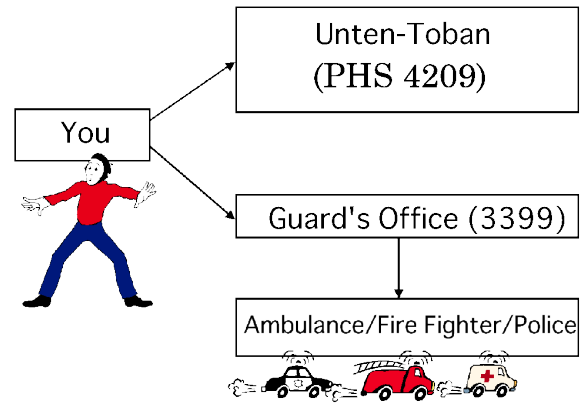 Unten-Toban
(PHS 4209)
You
Guard's Office (3399)
Ambulance/Fire Fighter/Police